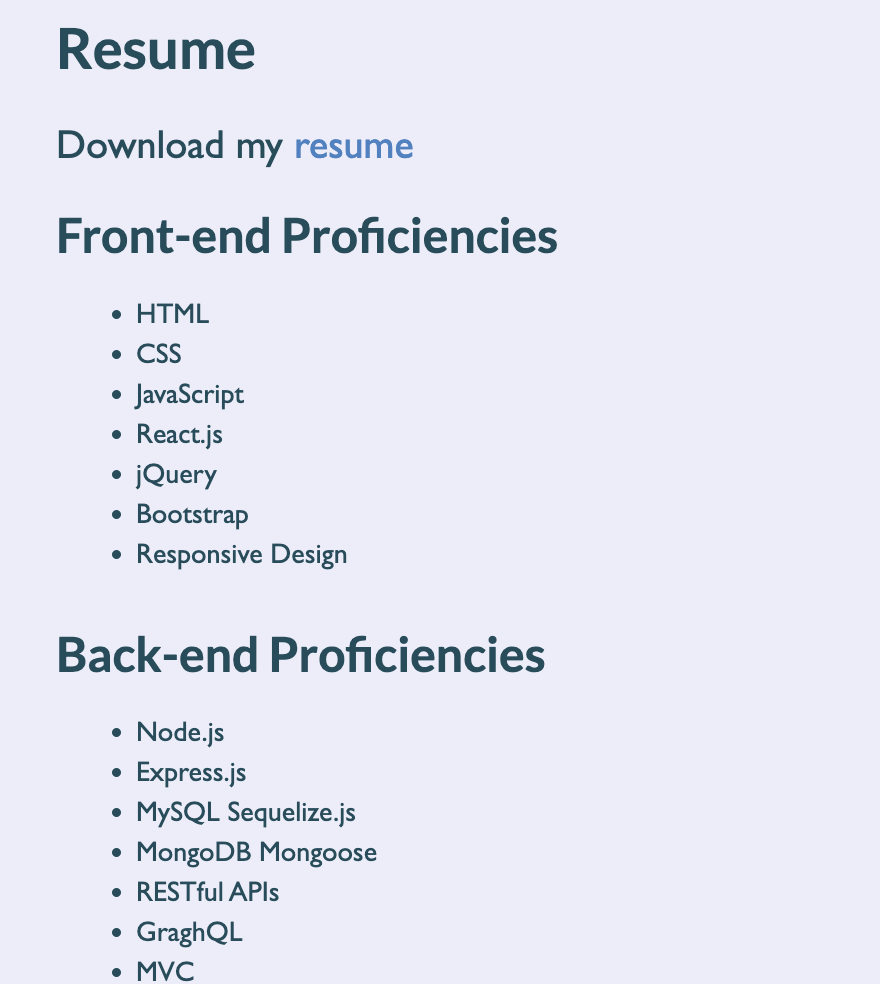 Resume
Download my resume
Front-end Proficiencies
• HTML
• CSS
• JavaScript
• React.js
• jQuery
• Bootstrap
• Responsive Design
Back-end Proficiencies
• Node.js
• Express.js
• MySQL Sequelize.js
• MongoDB Mongoose
• RESTful APIs
• GraghQL
• MVC